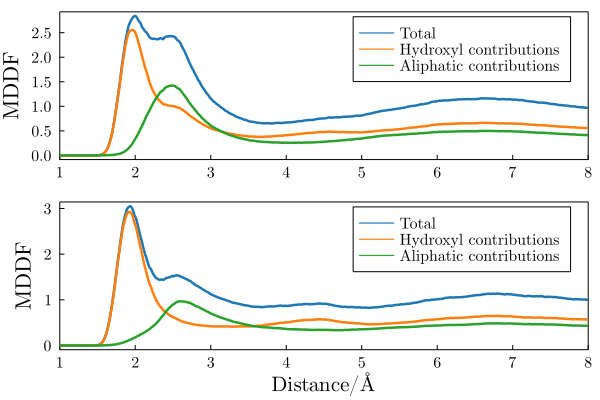 MDDF
2.5
2.0
1.5
1.0
0.5
0.0
Total
Hydroxyl contributions
Aliphatic contributions
1 2 3 4 5 6 7 8
MDDF
3
2
1
0
Total
Hydroxyl contributions
Aliphatic contributions
1 2 3 4 5 6 7 8
Distance/Å